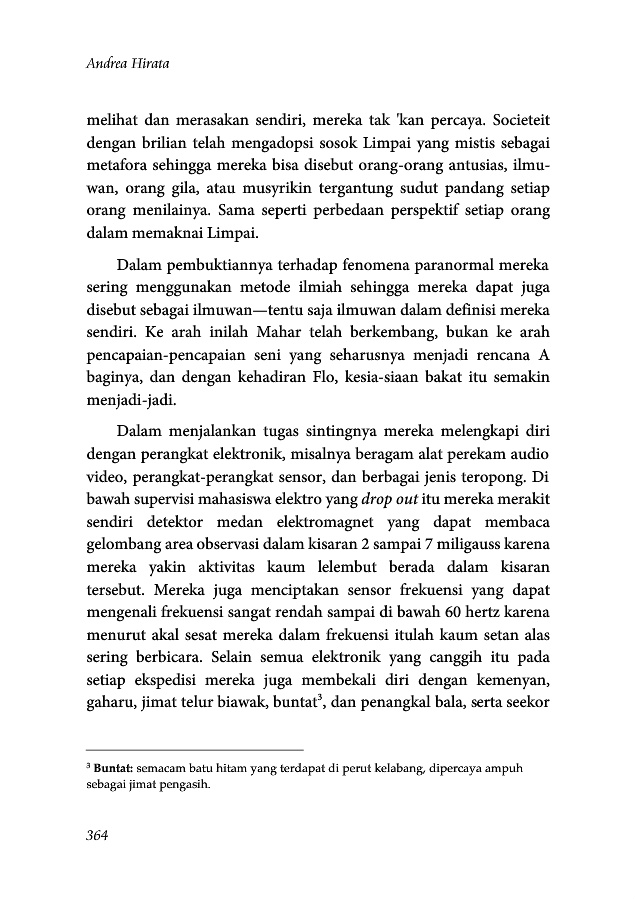 Andrea Hirata
melihat dan merasakan sendiri, mereka tak 'kan percaya. Societeit
dengan brilian telah mengadopsi sosok Limpai yang mistis sebagai
metafora sehingga mereka bisa disebut orang-orang antusias, ilmu-
wan, orang gila, atau musyrikin tergantung sudut pandang setiap
orang menilainya. Sama seperti perbedaan perspektif setiap orang
dalam memaknai Limpai.
Dalam pembuktiannya terhadap fenomena paranormal mereka
sering menggunakan metode ilmiah sehingga mereka dapat juga
disebut sebagai ilmuwan—tentu saja ilmuwan dalam definisi mereka
sendiri. Ke arah inilah Mahar telah berkembang, bukan ke arah
pencapaian-pencapaian seni yang seharusnya menjadi rencana A
baginya, dan dengan kehadiran Flo, kesia-siaan bakat itu semakin
menjadi-jadi.
Dalam menjalankan tugas sintingnya mereka melengkapi diri
dengan perangkat elektronik, misalnya beragam alat perekam audio
video, perangkat-perangkat sensor, dan berbagai jenis teropong. Di
bawah supervisi mahasiswa elektro yang drop out itu mereka merakit
sendiri detektor medan elektromagnet yang dapat membaca
gelombang area observasi dalam kisaran 2 sampai 7 miligauss karena
mereka yakin aktivitas kaum lelembut berada dalam kisaran
tersebut. Mereka juga menciptakan sensor frekuensi yang dapat
mengenali frekuensi sangat rendah sampai di bawah 60 hertz karena
menurut akal sesat mereka dalam frekuensi itulah kaum setan alas
sering berbicara. Selain semua elektronik yang canggih itu pada
setiap ekspedisi mereka juga membekali diri dengan kemenyan,
gaharu, jimat telur biawak, buntat³, dan penangkal bala, serta seekor
³ Buntat: semacam batu hitam yang terdapat di perut kelabang, dipercaya ampuh
sebagai jimat pengasih.
364